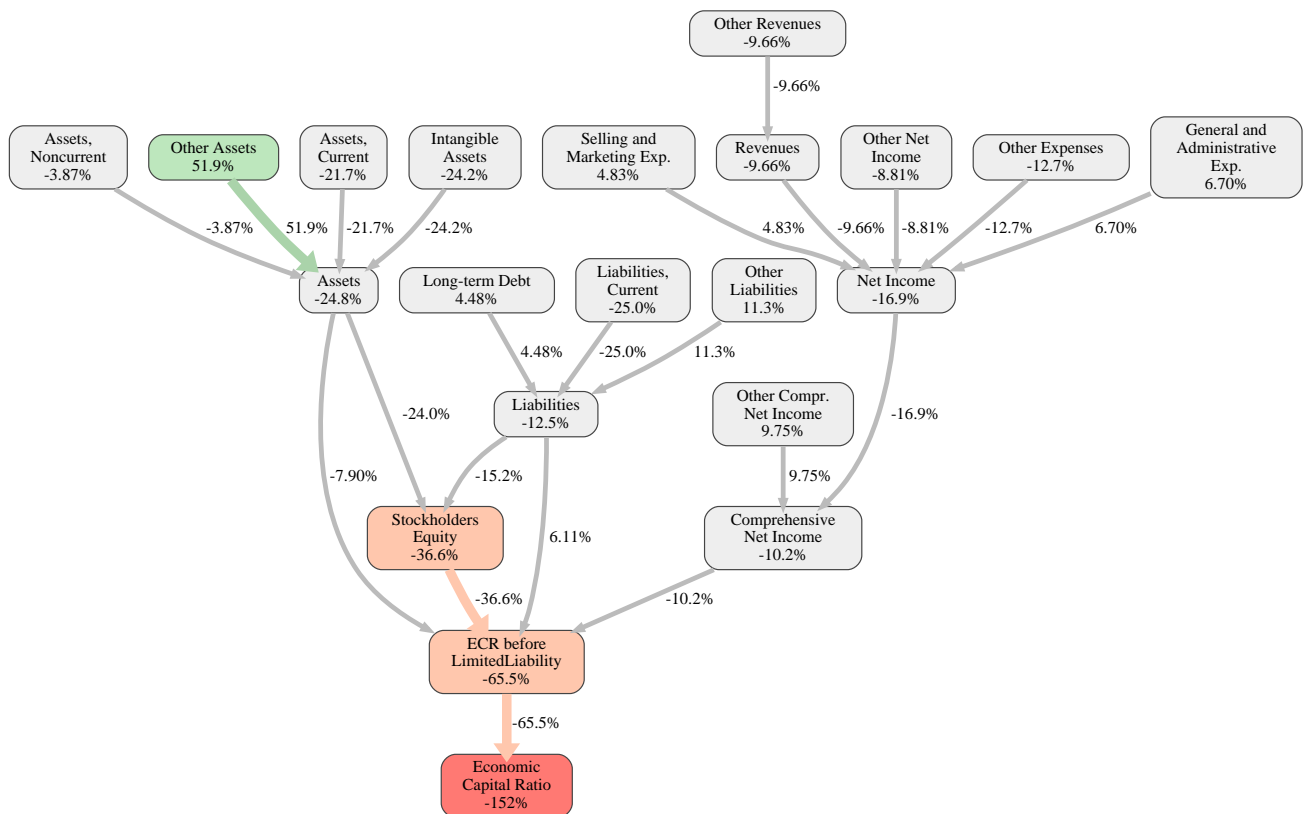 Other Revenues
-9.66%
-9.66%
Assets,
Noncurrent
-3.87%
Other Assets
51.9%
Assets,
Current
-21.7%
Intangible
Assets
-24.2%
Selling and
Marketing Exp.
4.83%
Revenues
-9.66%
Other Net
Income
-8.81%
Other Expenses
-12.7%
General and
Administrative
Exp.
6.70%
-3.87%
51.9%
-21.7%
-24.2%
4.83%
-9.66%
-8.81%
-12.7%
6.70%
Assets
-24.8%
Long-term Debt
4.48%
Liabilities,
Current
-25.0%
Other
Liabilities
11.3%
Net Income
-16.9%
4.48%
-25.0%
11.3%
Liabilities
-12.5%
Other Compr.
Net Income
9.75%
-24.0%
-16.9%
-7.90%
-15.2%
9.75%
Stockholders
Equity
-36.6%
6.11%
Comprehensive
Net Income
-10.2%
-36.6%
-10.2%
ECR before
LimitedLiability
-65.5%
-65.5%
Economic
Capital Ratio
-152%